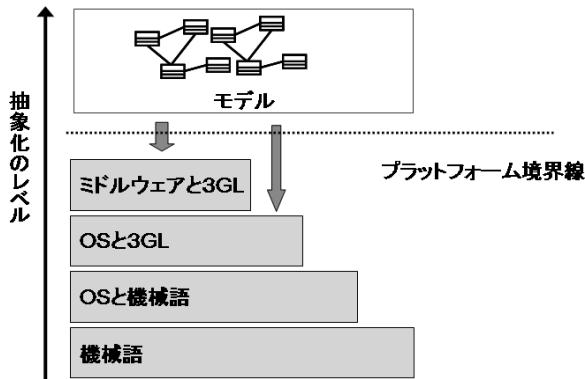 抽象化のレベル
モデル
プラットフォーム境界線
ミドルウェアと3GL
OSと3GL
OSと機械語
機械語